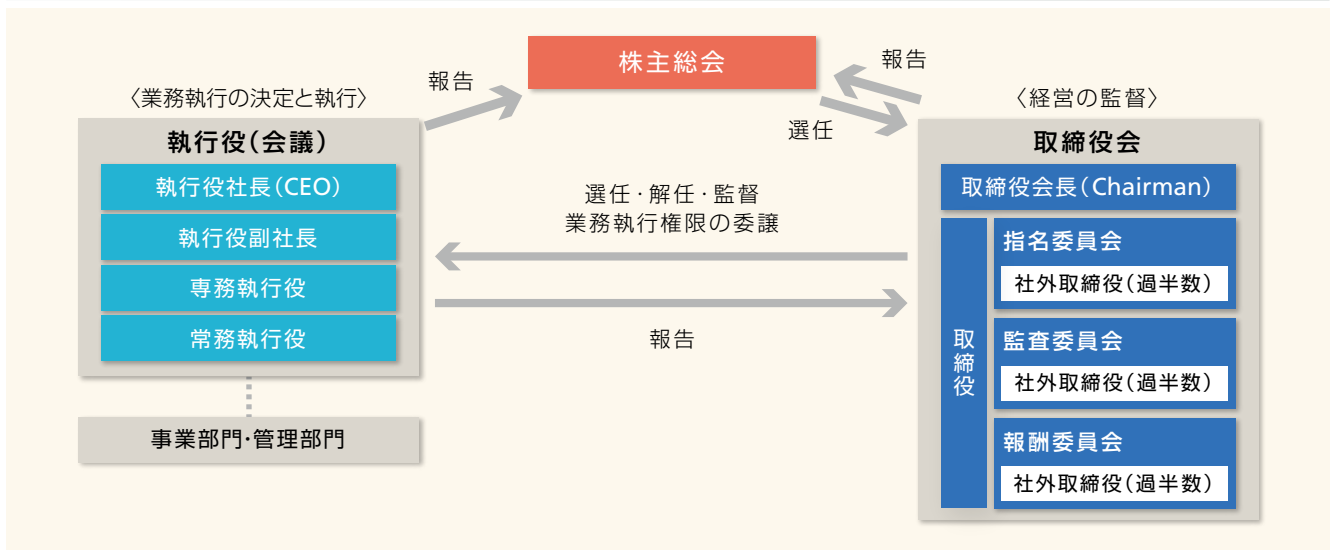 株主総会
報告
報告
選任
〈業務執行の決定と執行〉
執行役(会議)
執行役社長(CEO)
執行役副社長
専務執行役
常務執行役
事業部門・管理部門
選任・解任・監督
業務執行権限の委譲
報告
〈経営の監督〉
取締役会
取締役会長(Chairman)
取締役
指名委員会
社外取締役(過半数)
監査委員会
社外取締役(過半数)
報酬委員会
社外取締役(過半数)